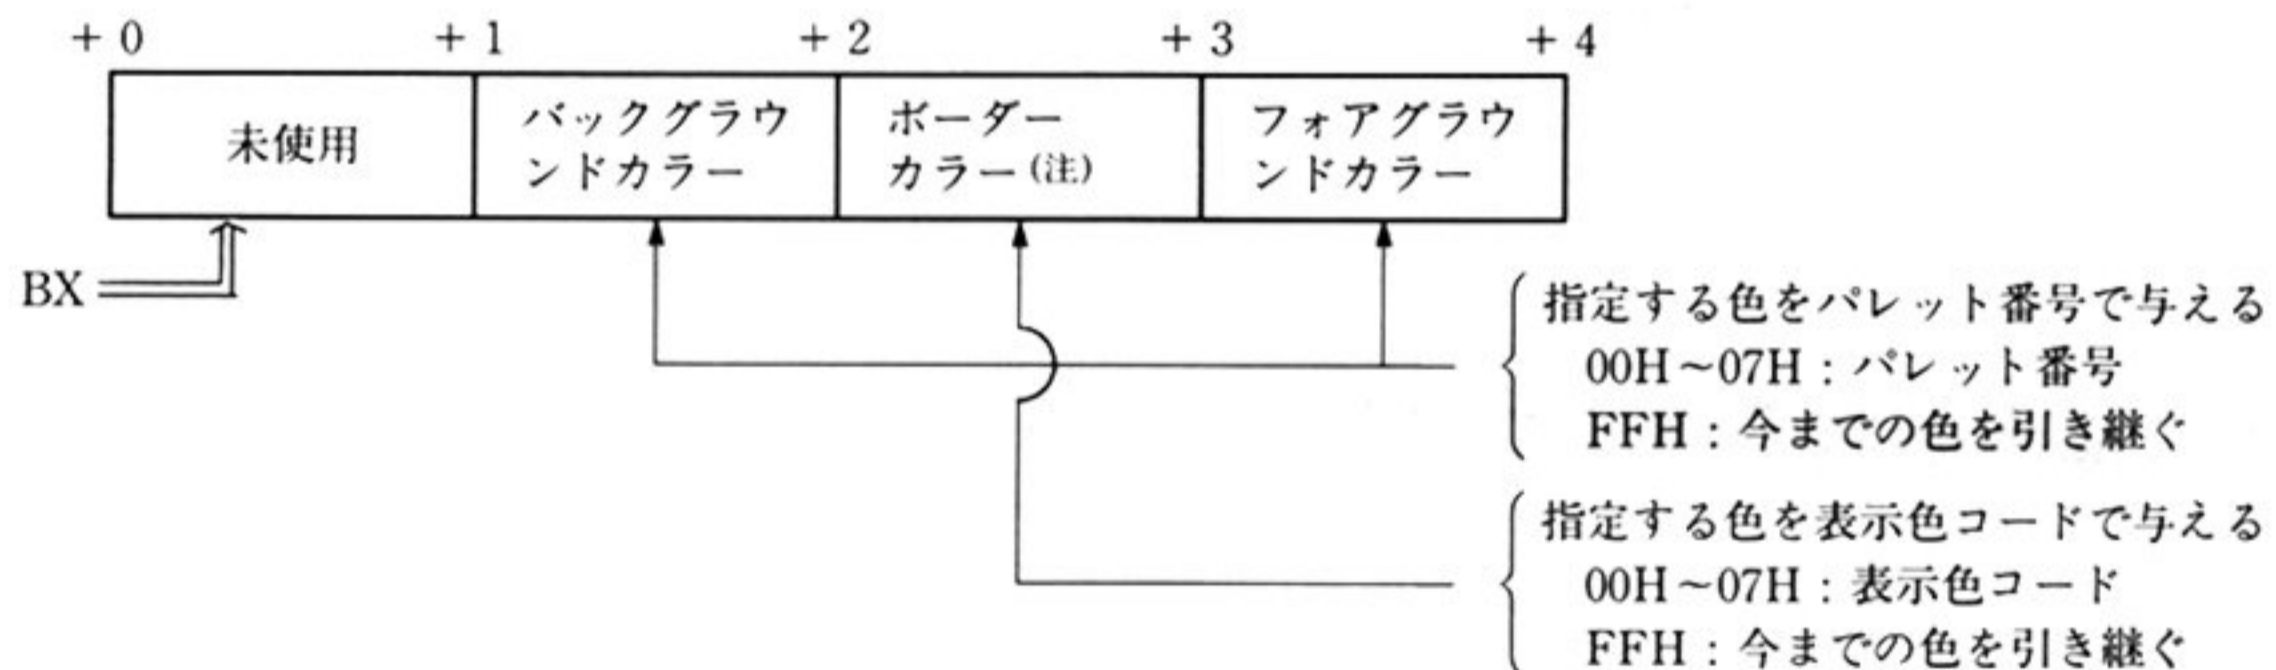 +0 +1 +2 +3 +4
未使用
バックグラウ
ンドカラー
ボーダー
カラー(注)
フォアグラウ
ンドカラー
BX
指定する色をパレット番号で与える
00H~07H:パレット番号
FFH:今までの色を引き継ぐ
指定する色を表示色コードで与える
00H~07H:表示色コード
FFH:今までの色を引き継ぐ